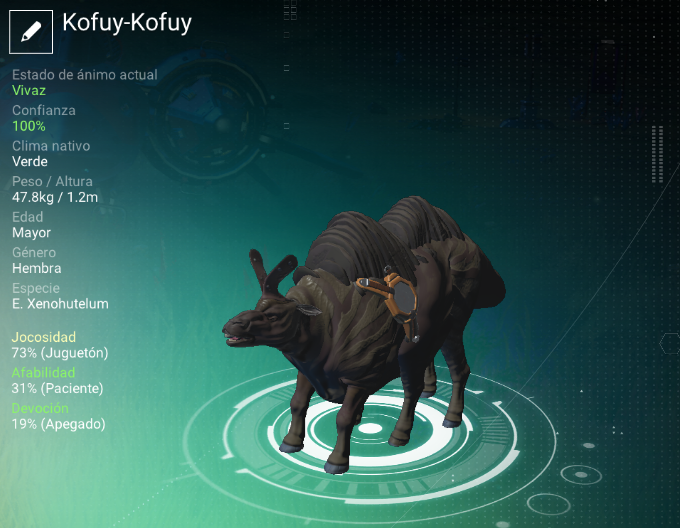 Kofuy-Kofuy
Estado de ánimo actual
Vivaz
Confianza
100%
Clima nativo
Verde
Peso / Altura
47.8kg / 1.2m
Edad
Mayor
Género
Hembra
Especie
E. Xenohutelum
Jocosidad
73% (Juguetón)
Afabilidad
31% (Paciente)
Devoción
19% (Apegado)